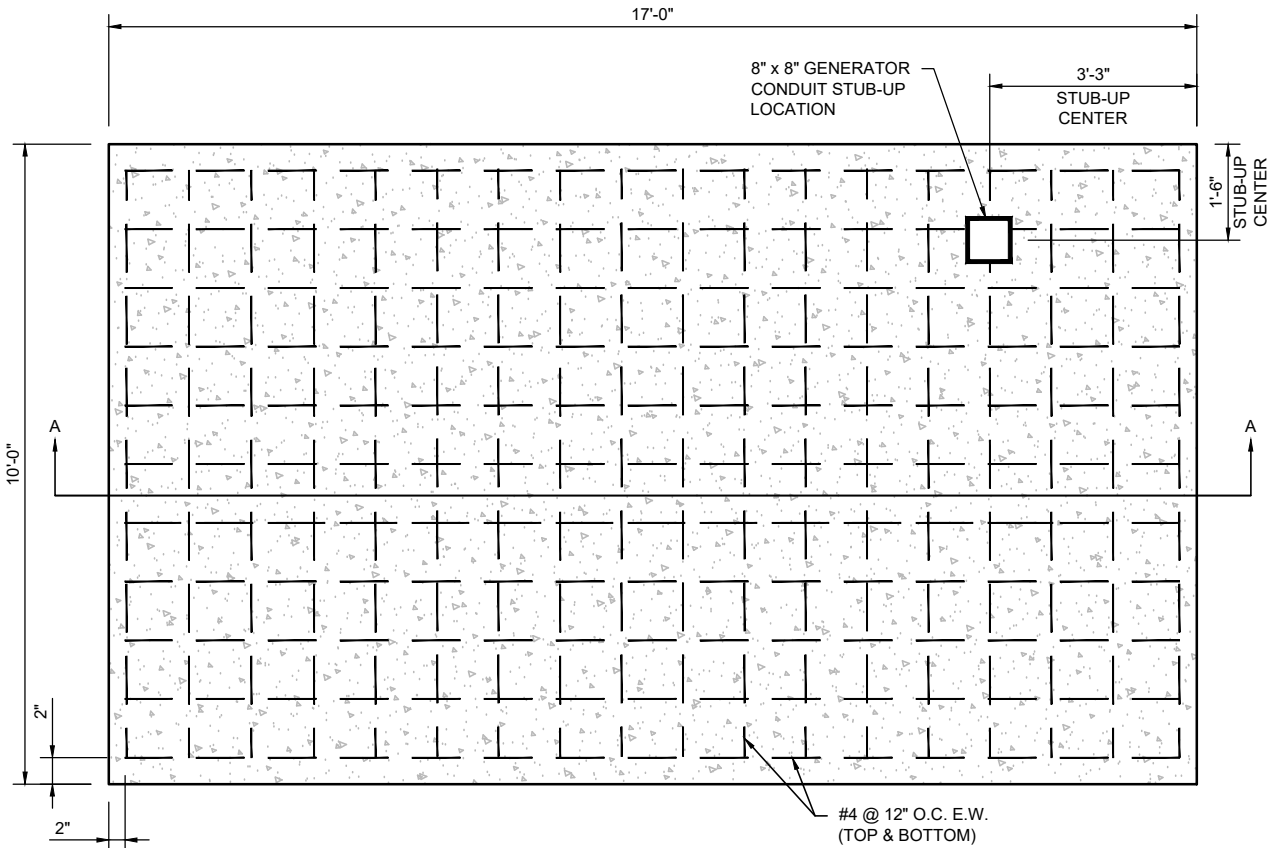 17'-0"
8" x 8" GENERATOR
CONDUIT STUB-UP
LOCATION
3'-3"
STUB-UP
CENTER
1'-6"
STUB-UP
CENTER
10'-0"
A
A
2"
2"
#4 @ 12" O.C. E.W.
(TOP & BOTTOM)